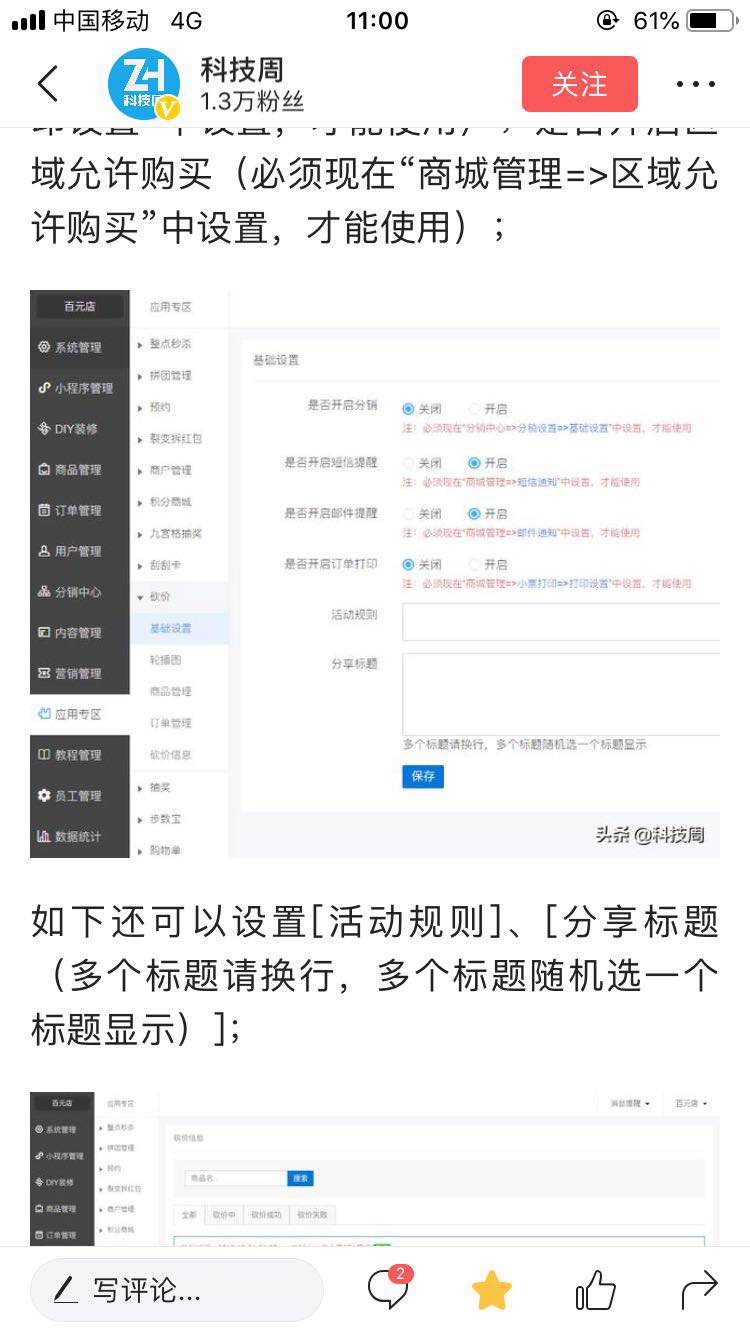 中国移动 4G 11:00 61%
科技周
1.3万粉丝
关注
ZH
科技周
V
域允许购买（必须现在“商城管理=>区域允
许购买”中设置，才能使用）；
百元店
系统管理
小程序管理
DIY装修
商品管理
订单管理
用户管理
分销中心
内容管理
营销管理
应用专区
教程管理
员工管理
数据统计
应用专区
整点秒杀
拼团管理
预约
裂变拆红包
商户管理
积分商城
九宫格抽奖
刮刮卡
砍价
基础设置
轮播图
商品管理
订单管理
砍价信息
抽奖
步数宝
购物单
基础设置
是否开启分销 关闭 开启
注：必须现在“分销中心=>分销设置=>基础设置”中设置，才能使用
是否开启短信提醒 关闭 开启
注：必须现在“商城管理=>短信通知”中设置，才能使用
是否开启邮件提醒 关闭 开启
注：必须现在“商城管理=>邮件通知”中设置，才能使用
是否开启订单打印 关闭 开启
注：必须现在“商城管理=>小票打印=>打印设置”中设置，才能使用
活动规则
分享标题
多个标题请换行，多个标题随机选一个标题显示
保存
头条 @科技周
如下还可以设置[活动规则]、[分享标题
（多个标题请换行，多个标题随机选一个
标题显示）];
百元店
系统管理
小程序管理
DIY装修
商品管理
订单管理
应用专区
整点秒杀
拼团管理
预约
裂变拆红包
商户管理
积分商城
消息提醒 百元店
砍价信息
商品名.. 搜索
全部 砍价中 砍价成功 砍价失败
写评论...
2